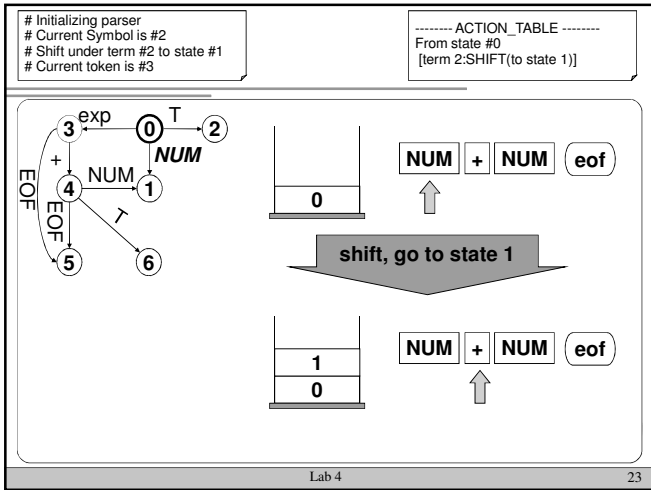 # Initializing parser
# Current Symbol is #2
# Shift under term #2 to state #1
# Current token is #3
-------- ACTION_TABLE --------
From state #0
[term 2:SHIFT(to state 1)]
3 exp 0 T 2
+ NUM
EOF 4 NUM 1
EOF T
5 6
0
NUM + NUM eof
shift, go to state 1
1
0
NUM + NUM eof
Lab 4 23